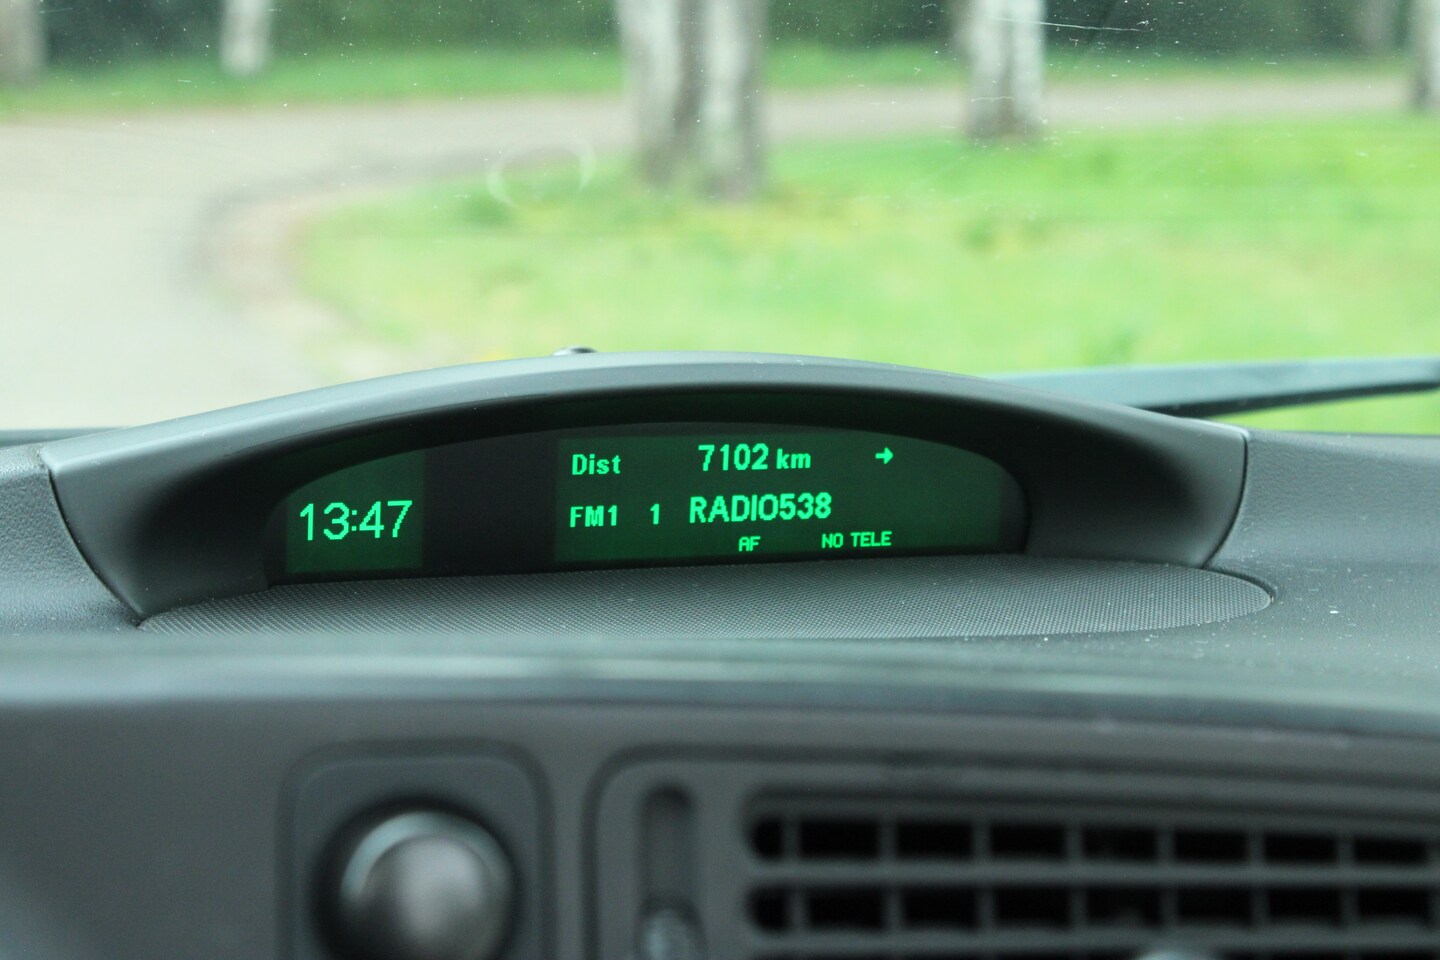 13:47
Dist 7102 km →
FM1 1 RADIO538
AF NO TELE